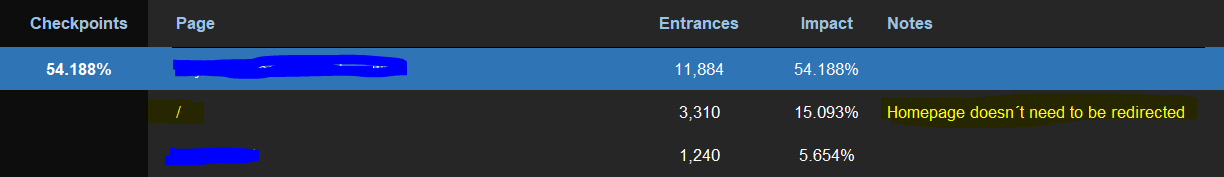 Checkpoints Page Entrances Impact Notes
54.188% 11,884 54.188%
/ 3,310 15.093% Homepage doesn´t need to be redirected
1,240 5.654%